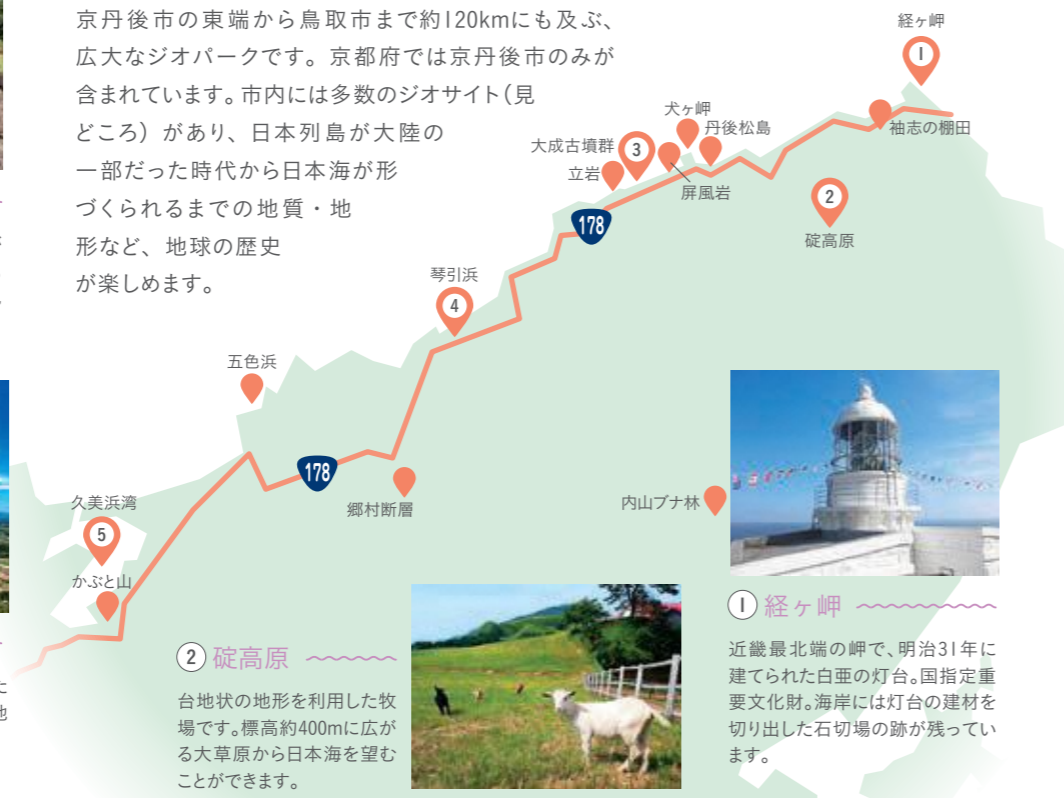 京丹後市の東端から鳥取市まで約120kmにも及ぶ、
広大なジオパークです。京都府では京丹後市のみが
含まれています。市内には多数のジオサイト(見
どころ)があり、日本列島が大陸の
一部だった時代から日本海が形
づくられるまでの地質・地
形など、地球の歴史
が楽しめます。
経ヶ岬
1
袖志の棚田
犬ヶ岬
丹後松島
大成古墳群
3
立岩
屏風岩
2
碇高原
178
琴引浜
4
五色浜
178
郷村断層
内山ブナ林
久美浜湾
5
かぶと山
2 碇高原
台地状の地形を利用した牧
場です。標高約400mに広が
る大草原から日本海を望む
ことができます。
1 経ヶ岬
近畿最北端の岬で、明治31年に
建てられた白亜の灯台。国指定重
要文化財。海岸には灯台の建材を
切り出した石切場の跡が残ってい
ます。
た
地